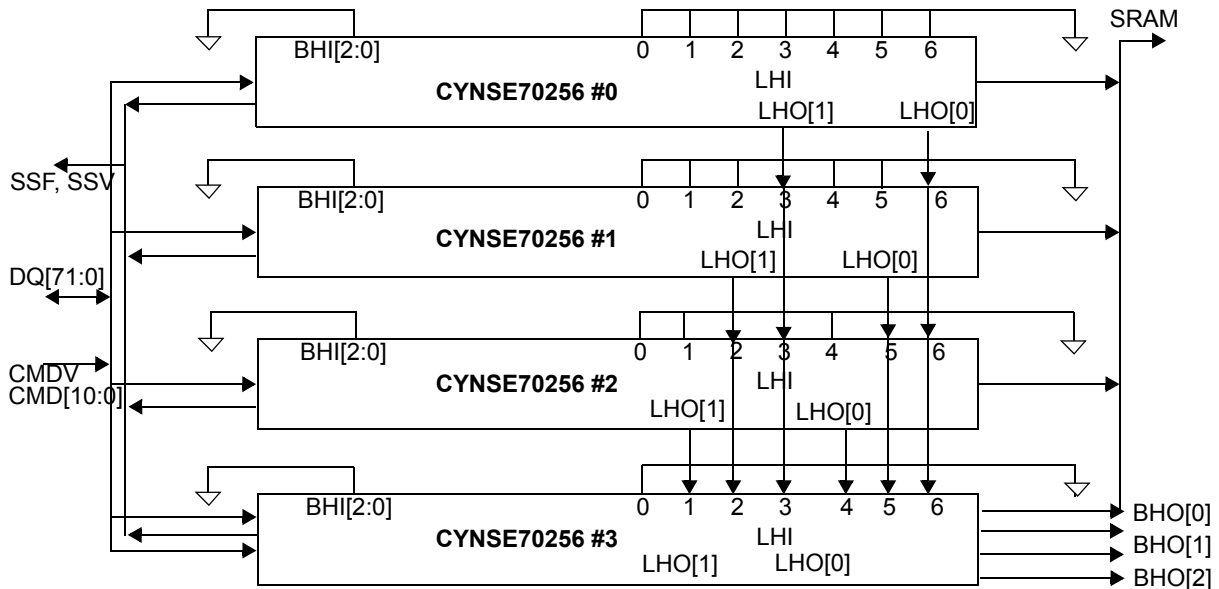 SRAM
BHI[2:0] 0 1 2 3 4 5 6
LHI
CYNSE70256 #0
LHO[1] LHO[0]
SSF, SSV
BHI[2:0] 0 1 2 3 4 5 6
LHI
CYNSE70256 #1
LHO[1] LHO[0]
DQ[71:0]
BHI[2:0] 0 1 2 3 4 5 6
CMDV
LHI
CYNSE70256 #2
CMD[10:0]
LHO[1] LHO[0]
BHI[2:0] 0 1 2 3 4 5 6
BHO[0]
LHI
CYNSE70256 #3
BHO[1]
LHO[1] LHO[0]
BHO[2]